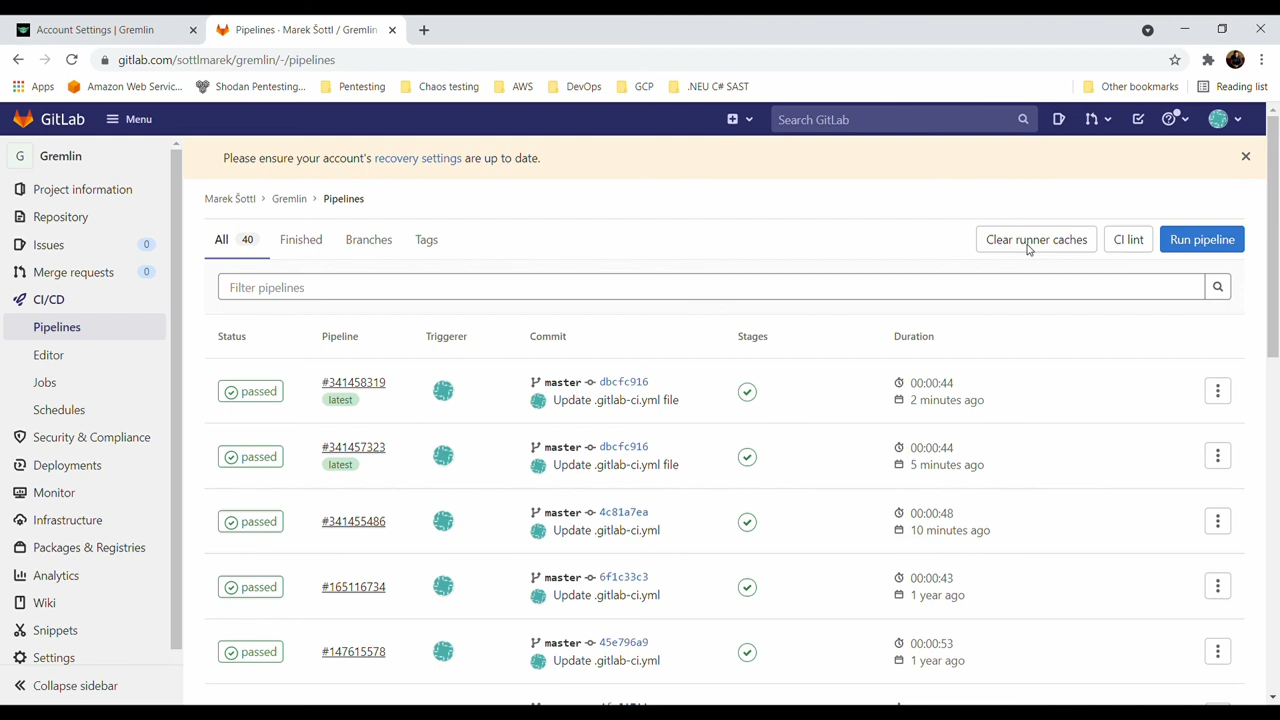 Account Settings | Gremlin
Pipelines · Marek Šottl / Gremlin
gitlab.com/sottlmarek/gremlin/-/pipelines
Apps
Amazon Web Servic...
Shodan Pentesting...
Pentesting
Chaos testing
AWS
DevOps
GCP
.NEU C# SAST
Other bookmarks
Reading list
GitLab
Menu
Search GitLab
G
Gremlin
Project information
Repository
Issues
0
Merge requests
0
CI/CD
Pipelines
Editor
Jobs
Schedules
Security & Compliance
Deployments
Monitor
Infrastructure
Packages & Registries
Analytics
Wiki
Snippets
Settings
Collapse sidebar
Please ensure your account's recovery settings are up to date.
Marek Šottl > Gremlin > Pipelines
All 40
Finished
Branches
Tags
Clear runner caches
CI lint
Run pipeline
Filter pipelines
Status
Pipeline
Triggerer
Commit
Stages
Duration
passed
#341458319
latest
master dbcfc916
Update .gitlab-ci.yml file
00:00:44
2 minutes ago
passed
#341457323
latest
master dbcfc916
Update .gitlab-ci.yml file
00:00:44
5 minutes ago
passed
#341455486
master 4c81a7ea
Update .gitlab-ci.yml
00:00:48
10 minutes ago
passed
#165116734
master 6f1c33c3
Update .gitlab-ci.yml
00:00:43
1 year ago
passed
#147615578
master 45e796a9
Update .gitlab-ci.yml
00:00:53
1 year ago